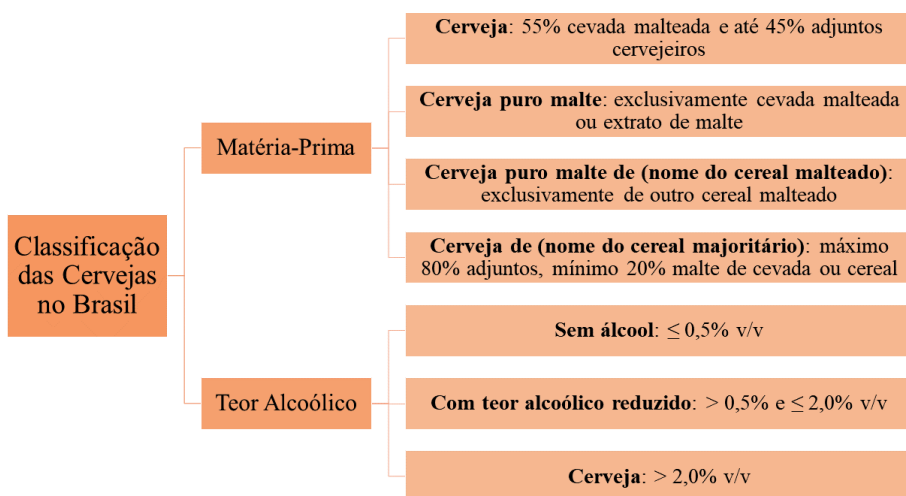 Classificação
das Cervejas
no Brasil
Matéria-Prima
Cerveja: 55% cevada malteada e até 45% adjuntos
cervejeiros
Cerveja puro malte: exclusivamente cevada malteada
ou extrato de malte
Cerveja puro malte de (nome do cereal malteado):
exclusivamente de outro cereal malteado
Cerveja de (nome do cereal majoritário): máximo
80% adjuntos, mínimo 20% malte de cevada ou cereal
Teor Alcoólico
Sem álcool: ≤ 0,5% v/v
Com teor alcoólico reduzido: > 0,5% e ≤ 2,0% v/v
Cerveja: > 2,0% v/v